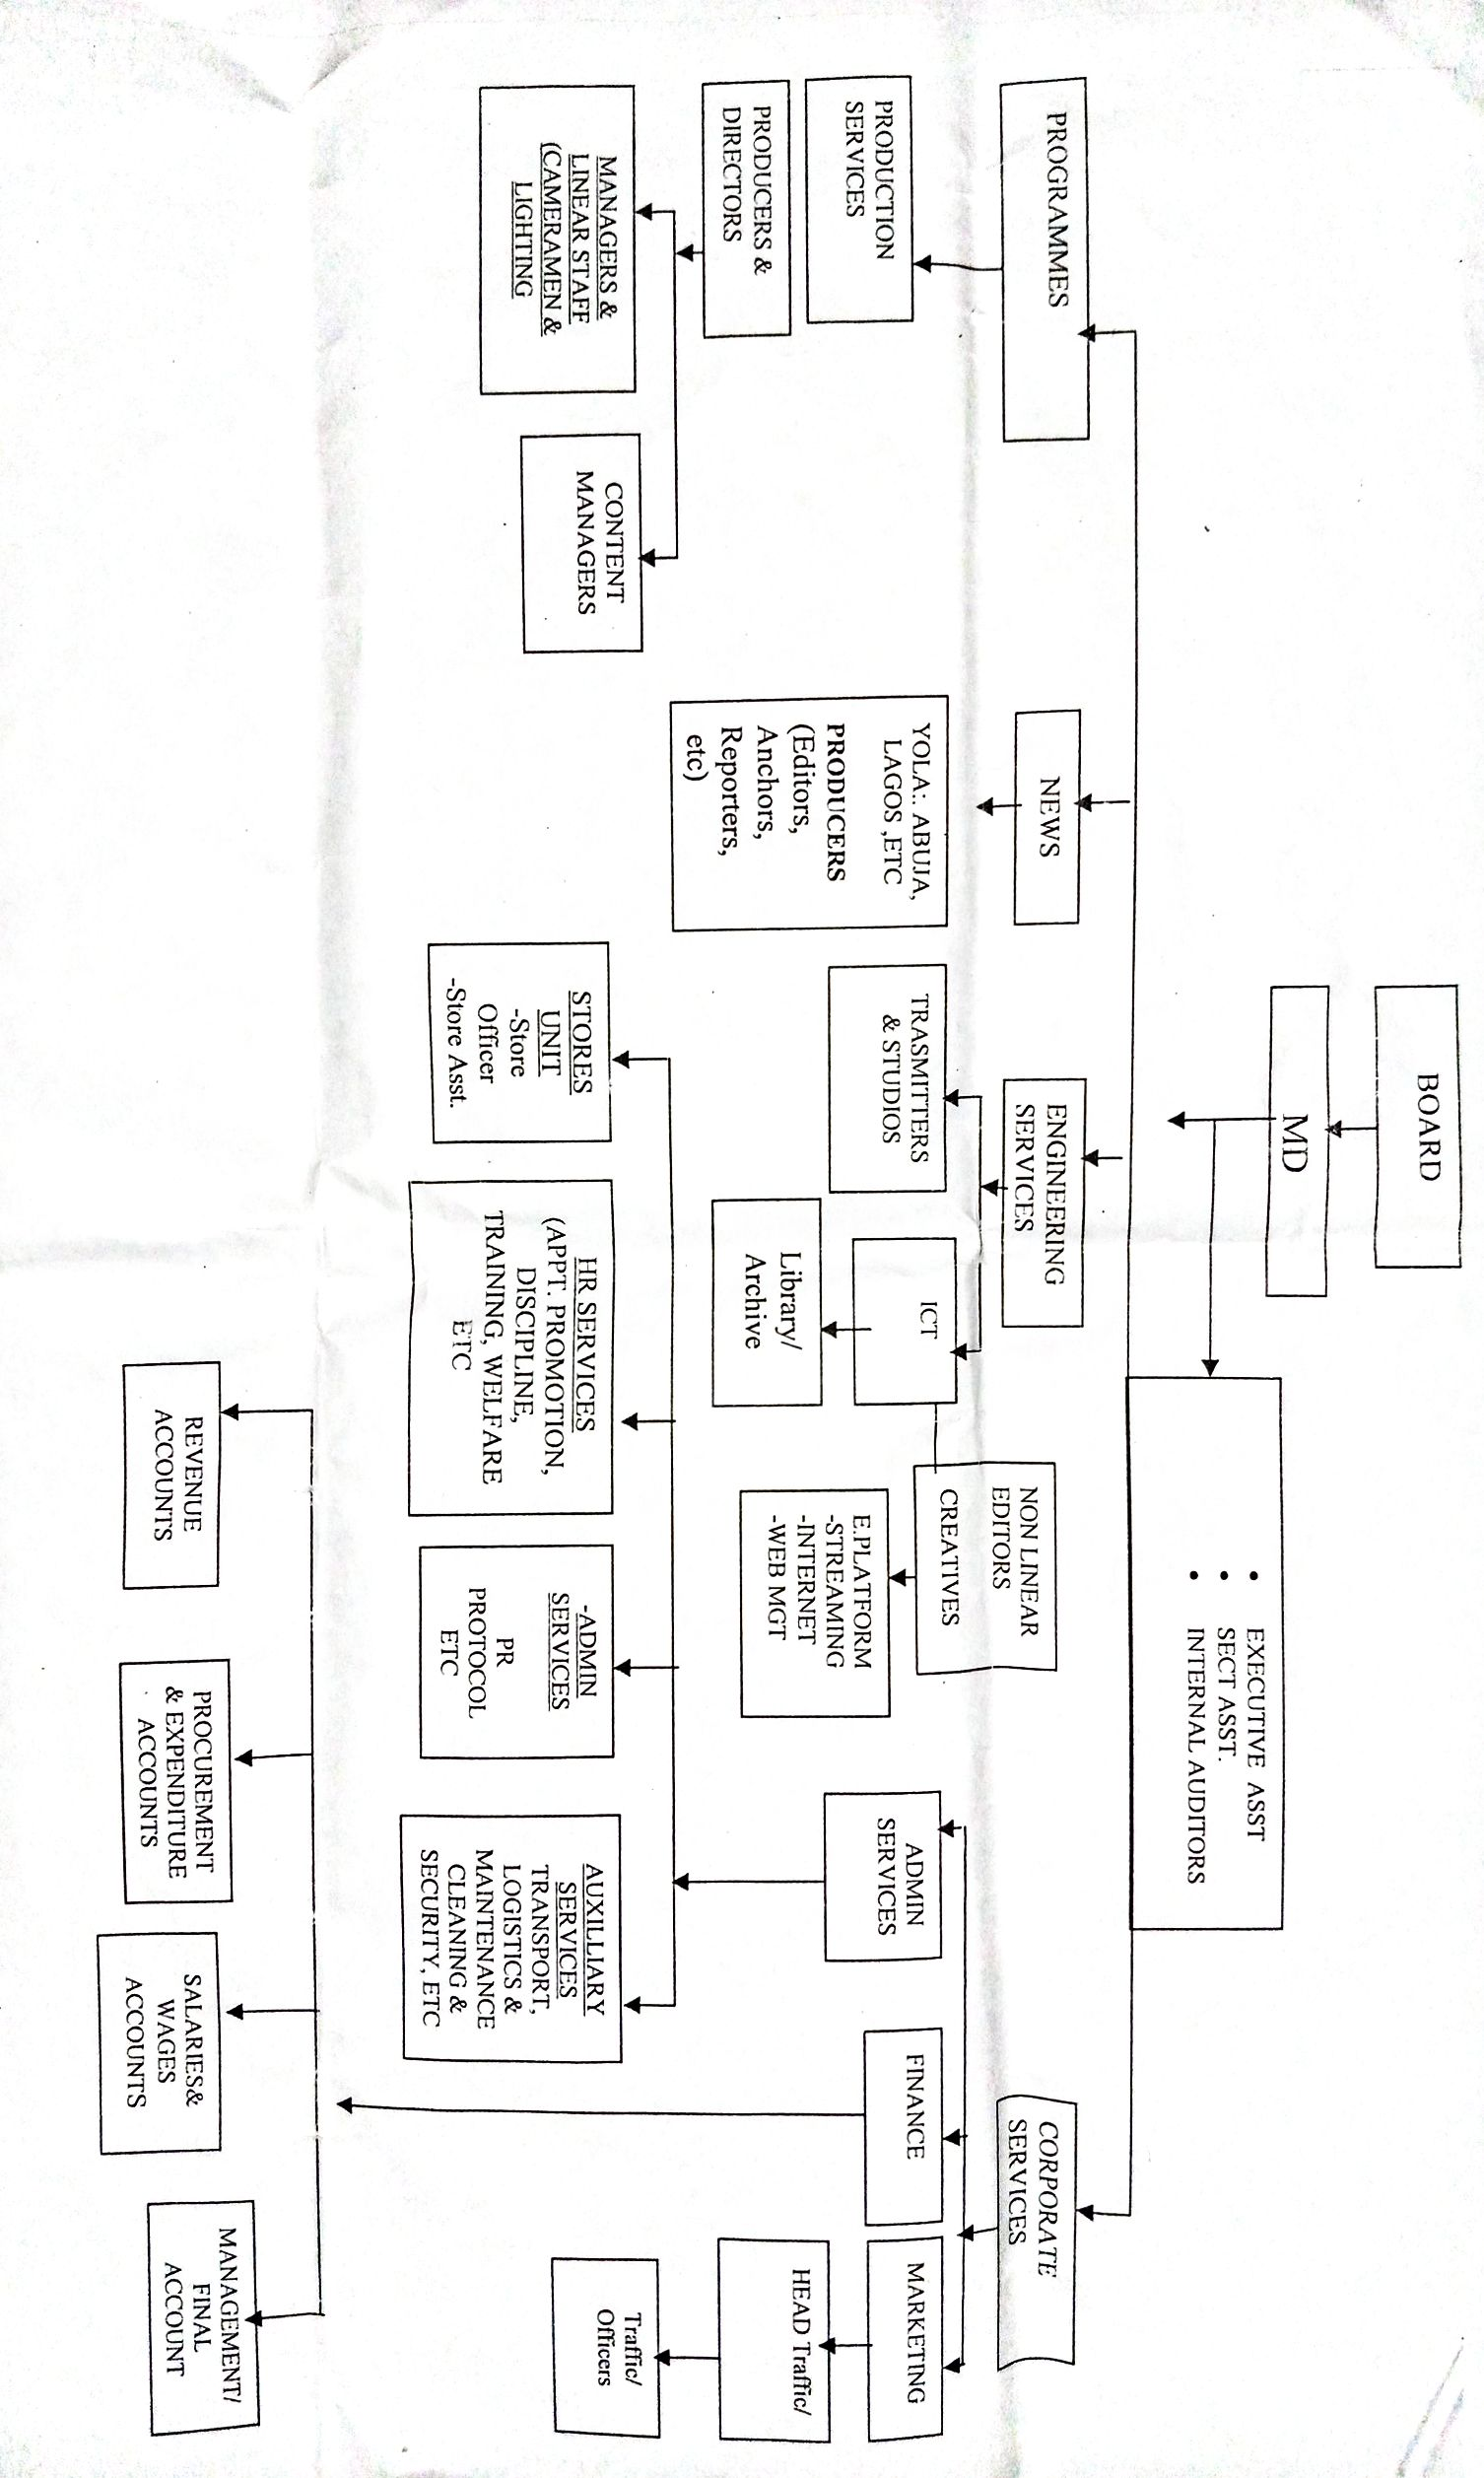 BOARD
MD
EXECUTIVE ASST
SECT ASST.
INTERNAL AUDITORS
PROGRAMMES
NEWS
ENGINEERING
SERVICES
CORPORATE
SERVICES
PRODUCTION
SERVICES
PRODUCERS &
DIRECTORS
MANAGERS &
LINEAR STAFF
(CAMERAMEN &
LIGHTING
CONTENT
MANAGERS
YOLA:. ABUJA,
LAGOS ,ETC
PRODUCERS
(Editors,
Anchors,
Reporters,
etc)
TRASMITTERS
& STUDIOS
ICT
Library/
Archive
NON LINEAR
EDITORS
CREATIVES
E.PLATFORM
-STREAMING
-INTERNET
-WEB MGT
ADMIN
SERVICES
FINANCE
MARKETING
HEAD Traffic/
Traffic/
Officers
STORES
UNIT
-Store
Officer
-Store Asst.
HR SERVICES
(APPT. PROMOTION,
DISCIPLINE,
TRAINING, WELFARE
ETC
-ADMIN
SERVICES
PR
PROTOCOL
ETC
AUXILLIARY
SERVICES
TRANSPORT,
LOGISTICS &
MAINTENANCE
CLEANING &
SECURITY, ETC
REVENUE
ACCOUNTS
PROCUREMENT
& EXPENDITURE
ACCOUNTS
SALARIES&
WAGES
ACCOUNTS
MANAGEMENT/
FINAL
ACCOUNT